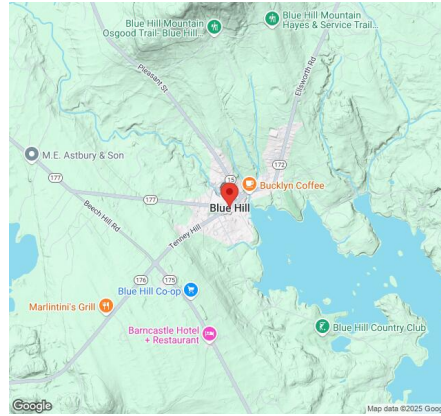 Blue Hill Mountain
Osgood Trail- Blue Hill...
Blue Hill Mountain
Hayes & Service Trail...
Pleasant St
Ellsworth Rd
M.E. Astbury & Son
177
177
15
172
Bucklyn Coffee
Blue Hill
Beech Hill Rd
Tenney Hill
176
175
Blue Hill Co-op
Marlintini's Grill
Barncastle Hotel
+ Restaurant
Blue Hill Country Club
Google
Map data ©2025 Goog